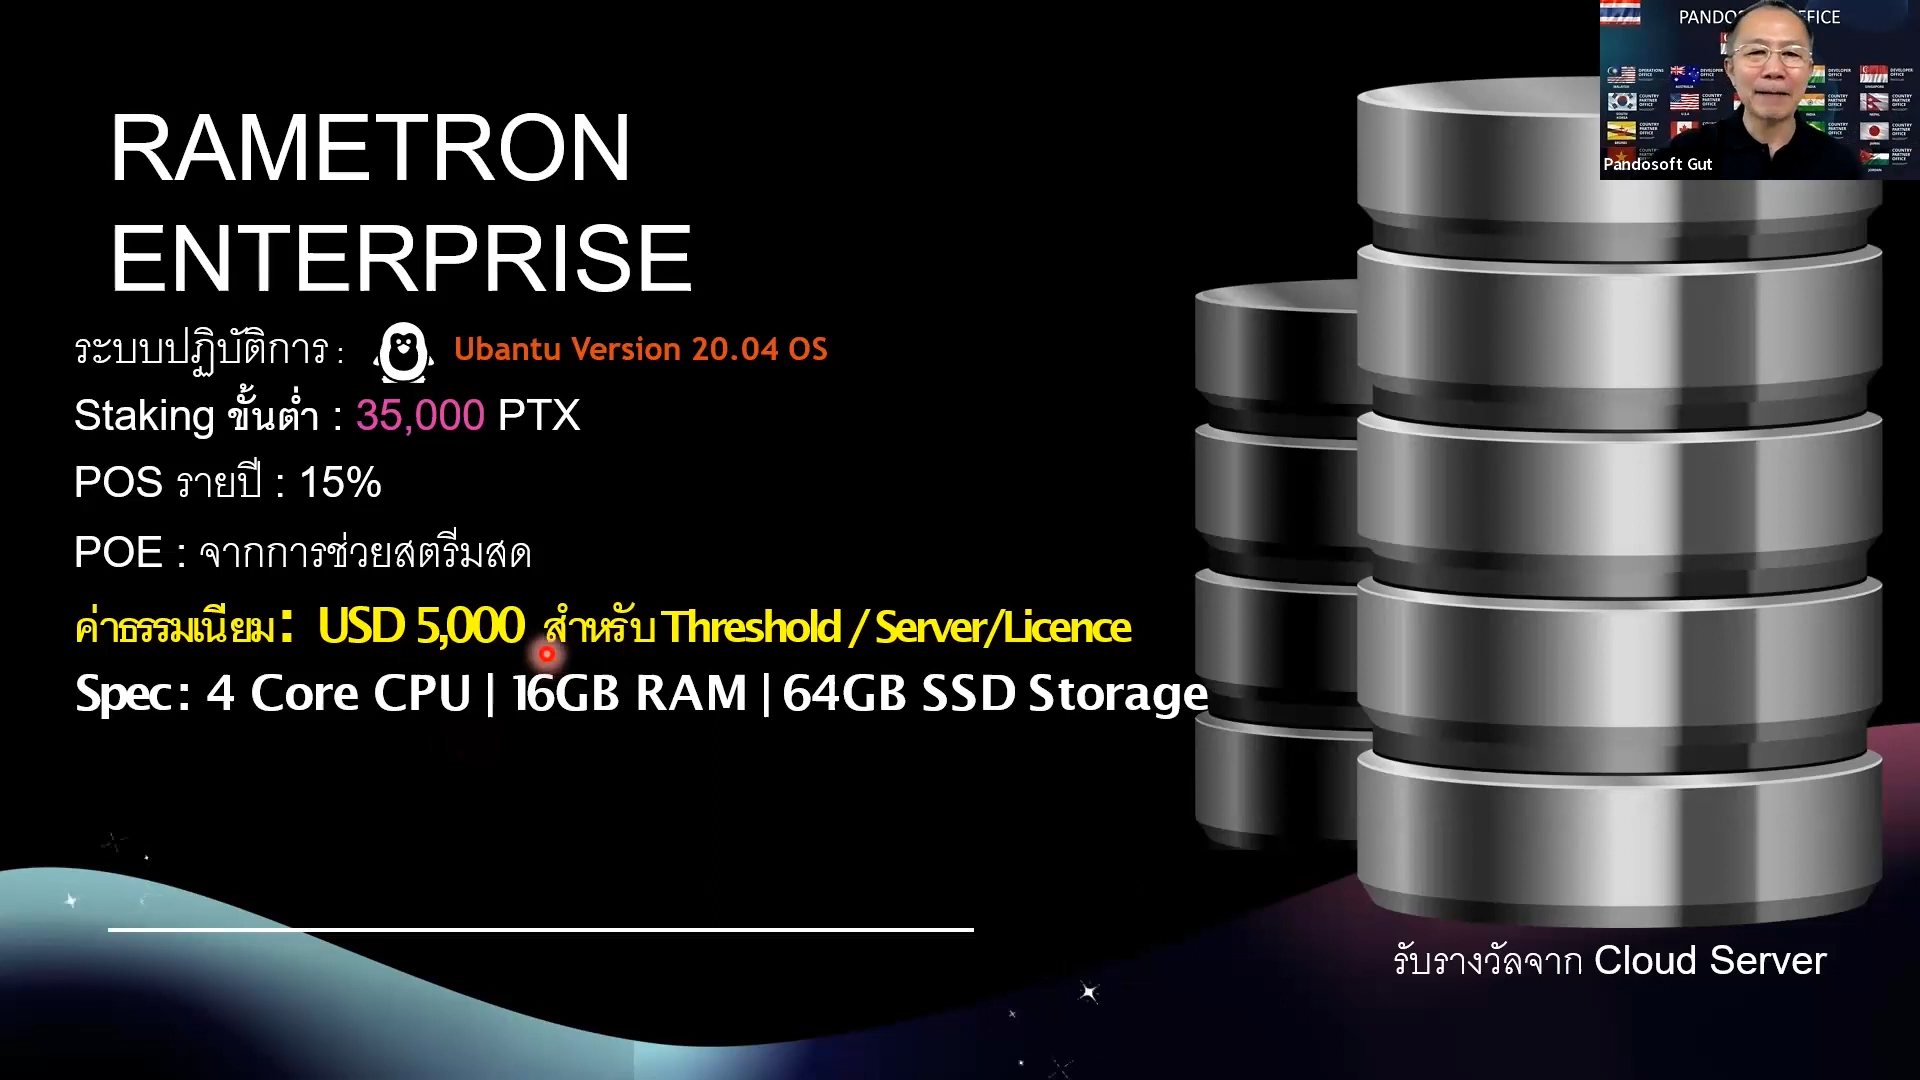 RAMETRON
ENTERPRISE
ระบบปฏิบัติการ : Ubantu Version 20.04 OS
Staking ขั้นต่ำ : 35,000 PTX
POS รายปี : 15%
POE : จากการช่วยสตรีมสด
ค่าธรรมเนียม: USD 5,000 สำหรับ Threshold / Server/Licence
Spec: 4 Core CPU | 16GB RAM | 64GB SSD Storage
รับรางวัลจาก Cloud Server
Pandosoft Gut